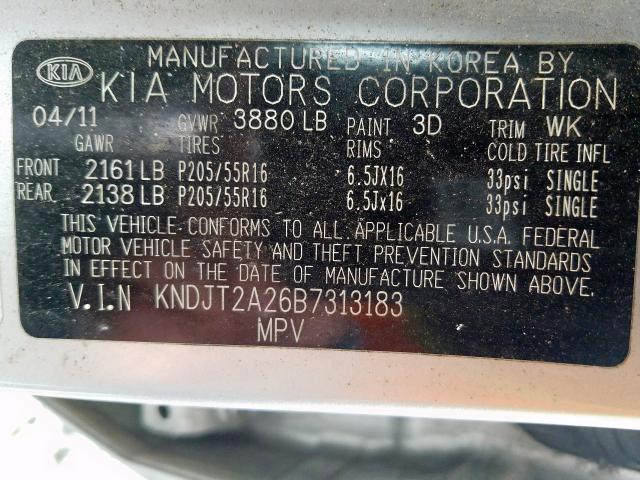 MANUFACTURED IN KOREA BY
KIA KIA MOTORS CORPORATION
04/11 GVWR 3880 LB PAINT 3D TRIM WK
GAWR TIRES RIMS COLD TIRE INFL
FRONT 2161 LB P205/55R16 6.5JX16 33psi SINGLE
REAR 2138 LB P205/55R16 6.5Jx16 33psi SINGLE
THIS VEHICLE CONFORMS TO ALL APPLICABLE U.S.A. FEDERAL
MOTOR VEHICLE SAFETY AND THEFT PREVENTION STANDARDS
IN EFFECT ON THE DATE OF MANUFACTURE SHOWN ABOVE.
V.I.N KNDJT2A26B7313183
MPV